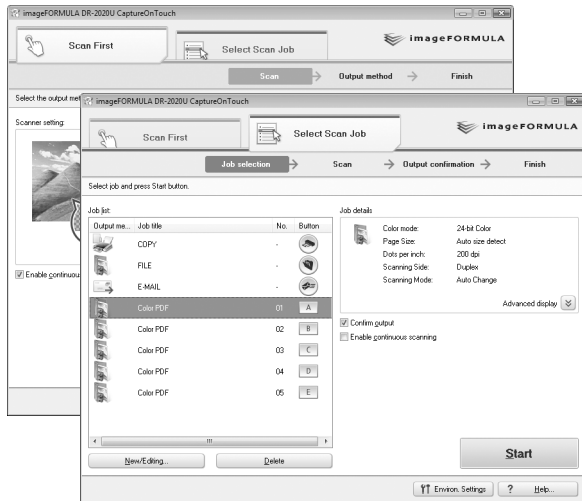 imageFORMULA DR-2020U CaptureOnTouch
Scan First
Select Scan Job
imageFORMULA
Scan
Output method
Finish
Select the output met
Scanner setting:
Enable continuou
imageFORMULA DR-2020U CaptureOnTouch
Scan First
Select Scan Job
imageFORMULA
Job selection
Scan
Output confirmation
Finish
Select job and press Start button.
Job list:
Output me... Job title No. Button
COPY -
FILE -
E-MAIL -
Color PDF 01 A
Color PDF 02 B
Color PDF 03 C
Color PDF 04 D
Color PDF 05 E
New/Editing...
Delete
Job details
Color mode: 24-bit Color
Page Size: Auto size detect
Dots per inch: 200 dpi
Scanning Side: Duplex
Scanning Mode: Auto Change
Advanced display
Confirm output
Enable continuous scanning
Start
Environ. Settings
? Help...